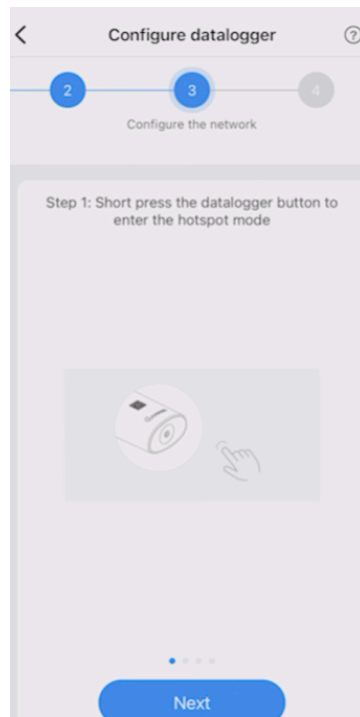 Configure datalogger
?
2
3
4
Configure the network
Step 1: Short press the datalogger button to
enter the hotspot mode
Next